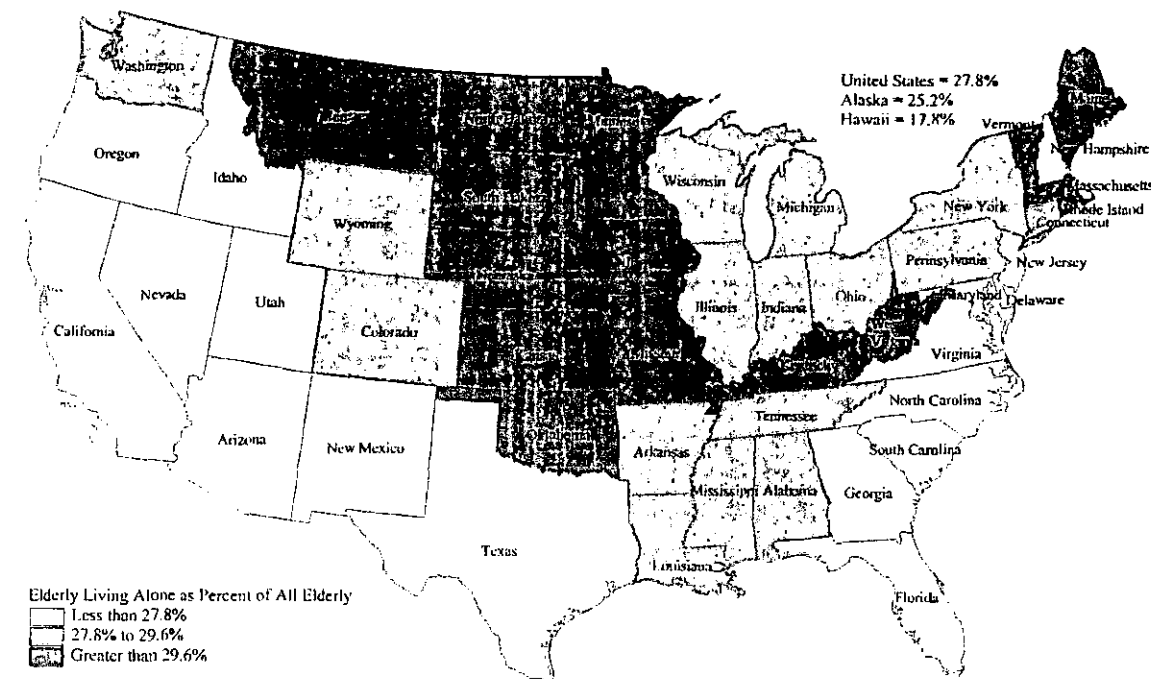 Washington
United States = 27.8%
Alaska = 25.2%
Hawaii = 17.8%
Vermont
Oregon
Hampshire
Idaho
Wisconsin
Massachusetts
Michigan
New York
Rhode Island
Wyoming
Connecticut
Pennsylvania
New Jersey
Nevada
Utah
Illinois
Indiana
Ohio
Maryland
Delaware
California
Colorado
Virginia
North Carolina
Tennessee
Arizona
New Mexico
Arkansas
South Carolina
Mississippi
Alabama
Georgia
Texas
Louisiana
Florida
Elderly Living Alone as Percent of All Elderly
Less than 27.8%
27.8% to 29.6%
Greater than 29.6%